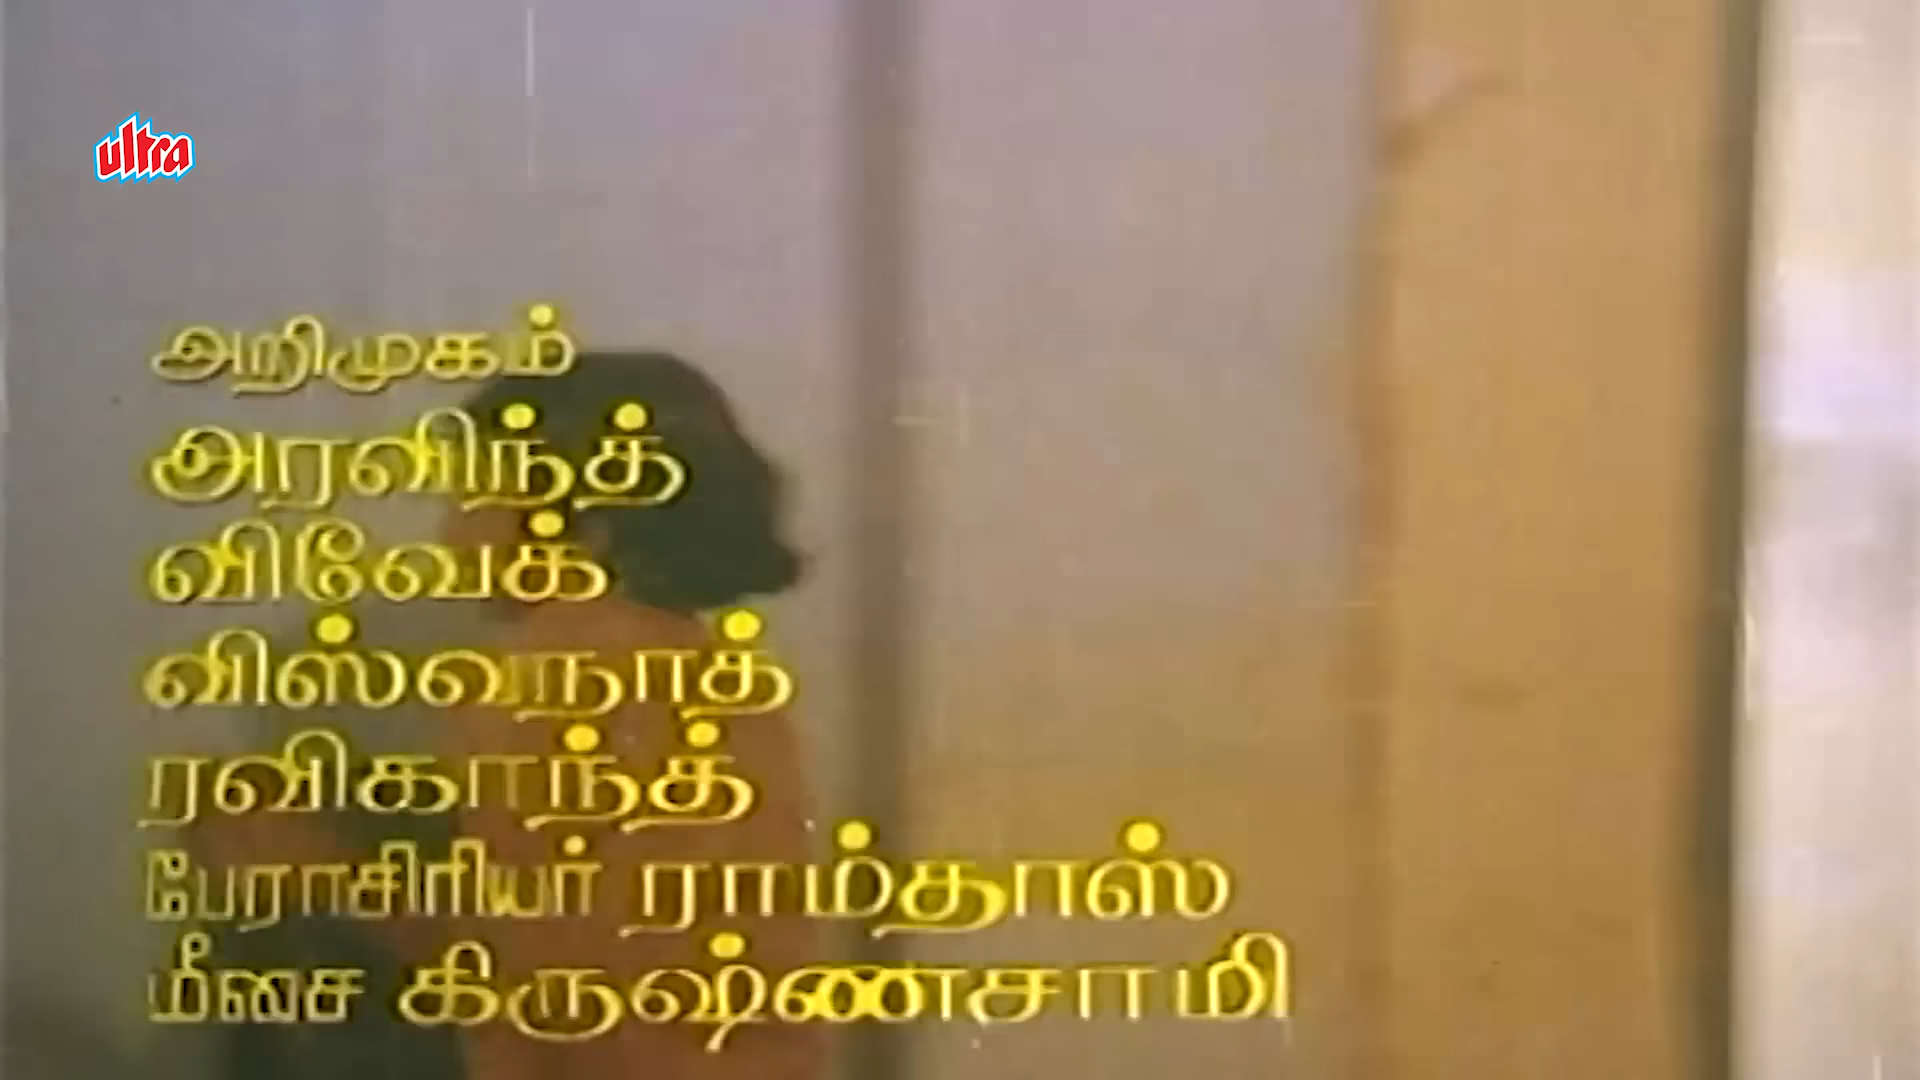 ultra
அறிமுகம்
அரவிந்த்
விவேக்
விஸ்வநாத்
ரவிகாந்த்
பேராசிரியர் ராம்தாஸ்
மீசை கிருஷ்ணசாமி